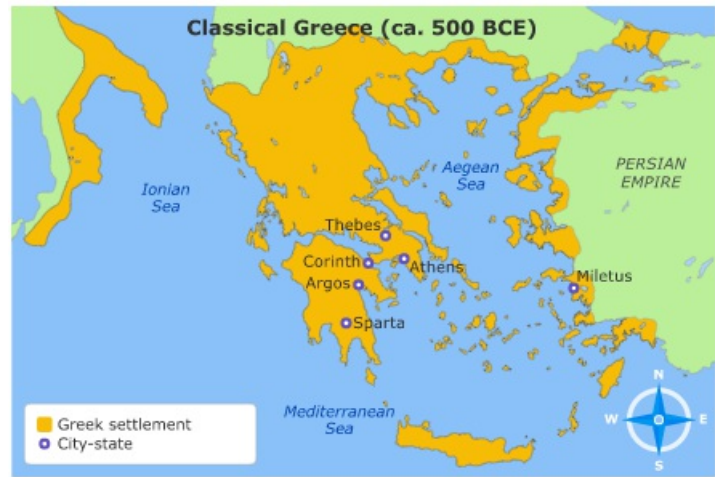 Classical Greece (ca. 500 BCE)
Aegean
Sea
PERSIAN
EMPIRE
Ionian
Sea
Thebes
Corinth
Athens
Argos
Miletus
Sparta
Mediterranean
Sea
Greek settlement
City-state
N
W
E
S